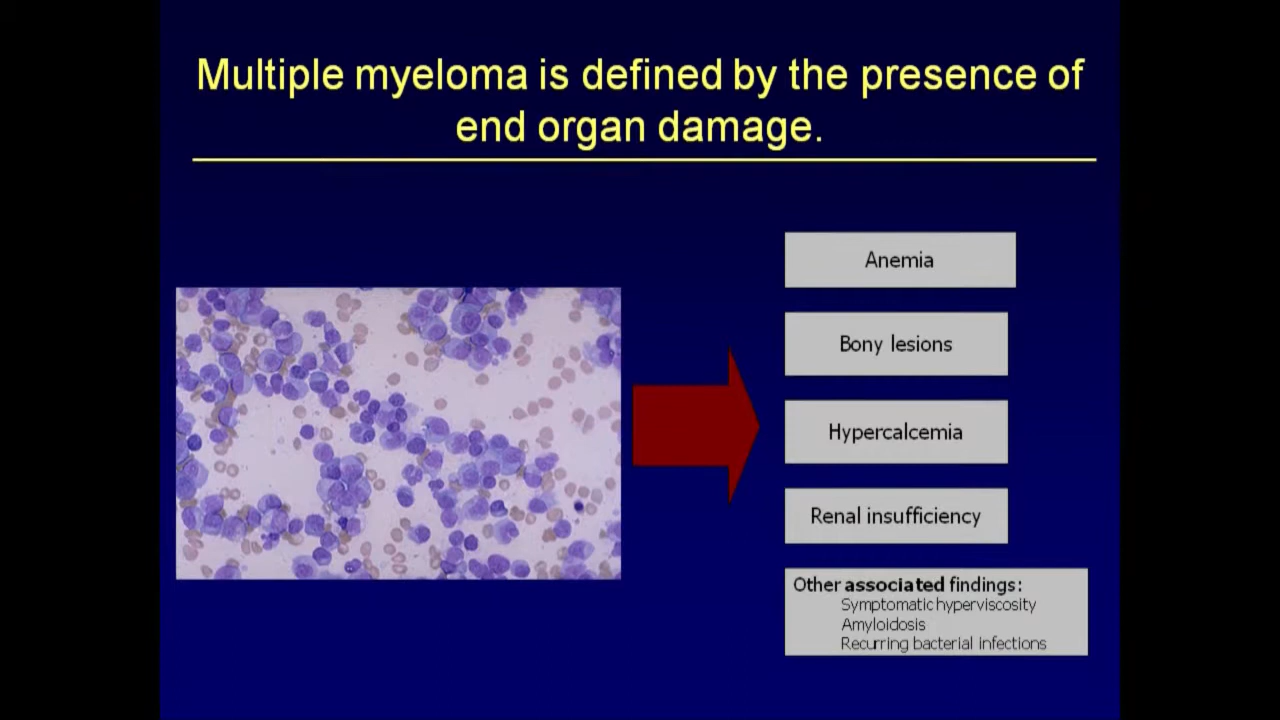 Multiple myeloma is defined by the presence of
end organ damage.
Anemia
Bony lesions
Hypercalcemia
Renal insufficiency
Other associated findings:
Symptomatic hyperviscosity
Amyloidosis
Recurring bacterial infections